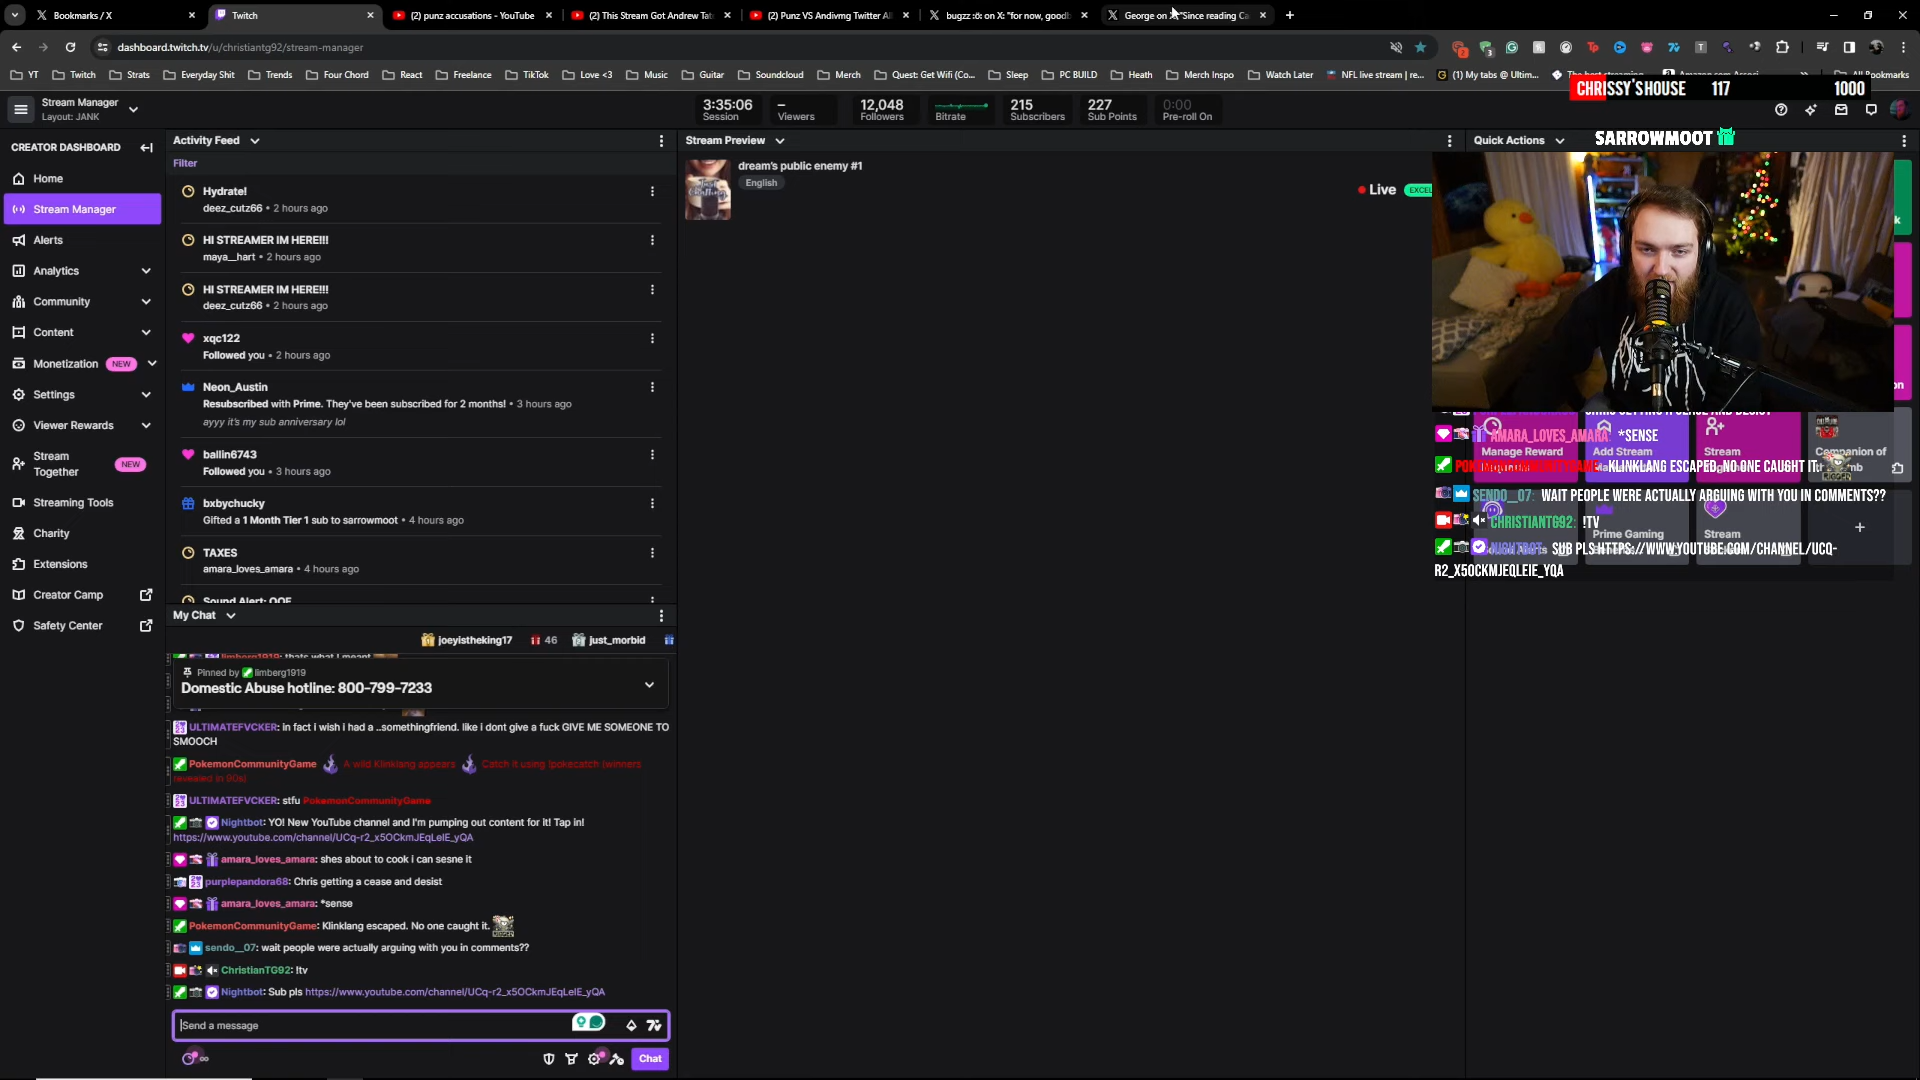 Bookmarks / X
Twitch
(2) punz accusations - YouTube
(2) This Stream Got Andrew Tat
(2) Punz VS Andivmg Twitter Al
bugzz :ö: on X: "for now, goodb
George on X: "Since reading Ca
dashboard.twitch.tv/u/christiantg92/stream-manager
YT
Twitch
Strats
Everyday Shit
Trends
Four Chord
React
Freelance
TikTok
Love <3
Music
Guitar
Soundcloud
Merch
Quest: Get Wifi (Co...
Sleep
PC BUILD
Heath
Merch Inspo
Watch Later
NFL live stream | re...
(1) My tabs @ Ultim...
All Bookmarks
CHRISSY'S HOUSE 117 1000
Stream Manager
Layout: JANK
3:35:06
Session
–
Viewers
12,048
Followers
Bitrate
215
Subscribers
227
Sub Points
0:00
Pre-roll On
CREATOR DASHBOARD
Home
Stream Manager
Alerts
Analytics
Community
Content
Monetization NEW
Settings
Viewer Rewards
Stream Together NEW
Streaming Tools
Charity
Extensions
Creator Camp
Safety Center
Activity Feed
Filter
Hydrate!
deez_cutz66 • 2 hours ago
HI STREAMER IM HERE!!!
maya__hart • 2 hours ago
HI STREAMER IM HERE!!!
deez_cutz66 • 2 hours ago
xqc122
Followed you • 2 hours ago
Neon_Austin
Resubscribed with Prime. They've been subscribed for 2 months! • 3 hours ago
ayyy it's my sub anniversary lol
ballin6743
Followed you • 3 hours ago
bxbychucky
Gifted a 1 Month Tier 1 sub to sarrowmoot • 4 hours ago
TAXES
amara_loves_amara • 4 hours ago
Sound Alert: OOF
My Chat
joeyistheking17 46 just_morbid
limberg1919: thats what I meant
Pinned by limberg1919
Domestic Abuse hotline: 800-799-7233
ULTIMATEFVCKER: in fact i wish i had a ..somethingfriend. like i dont give a fuck GIVE ME SOMEONE TO
SMOOCH
PokemonCommunityGame A wild Klinklang appears Catch it using !pokecatch (winners
revealed in 90s)
ULTIMATEFVCKER: stfu PokemonCommunityGame
Nightbot: YO! New YouTube channel and I'm pumping out content for it! Tap in!
https://www.youtube.com/channel/UCq-r2_x5OCkmJEqLeIE_yQA
amara_loves_amara: shes about to cook i can sesne it
purplepandora68: Chris getting a cease and desist
amara_loves_amara: *sense
PokemonCommunityGame: Klinklang escaped. No one caught it.
sendo__07: wait people were actually arguing with you in comments??
ChristianTG92: !tv
Nightbot: Sub pls https://www.youtube.com/channel/UCq-r2_x5OCkmJEqLeIE_yQA
Send a message
Chat
Stream Preview
dream's public enemy #1
English
Live EXCEL
Quick Actions
SARROWMOOT
AMARA_LOVES_AMARA: *SENSE
Manage Reward
Add Stream
Stream
Companion of
POKEMONCOMMUNITYGAME: KLINKLANG ESCAPED. NO ONE CAUGHT IT.
SENDO__07: WAIT PEOPLE WERE ACTUALLY ARGUING WITH YOU IN COMMENTS??
CHRISTIANTG92: !TV
Prime Gaming
Stream
NIGHTBOT: SUB PLS HTTPS://WWW.YOUTUBE.COM/CHANNEL/UCQ-
R2_X5OCKMJEQLEIE_YQA